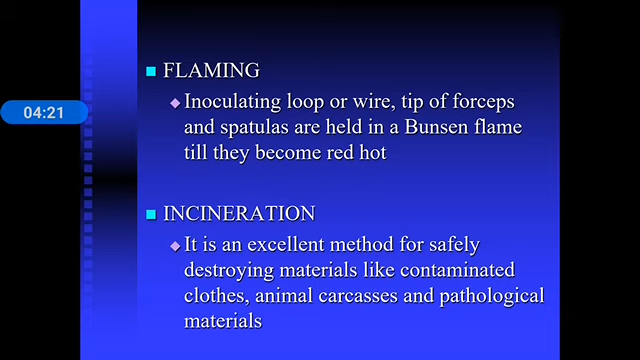 FLAMING
Inoculating loop or wire, tip of forceps
and spatulas are held in a Bunsen flame
till they become red hot
04:21
INCINERATION
It is an excellent method for safely
destroying materials like contaminated
clothes, animal carcasses and pathological
materials